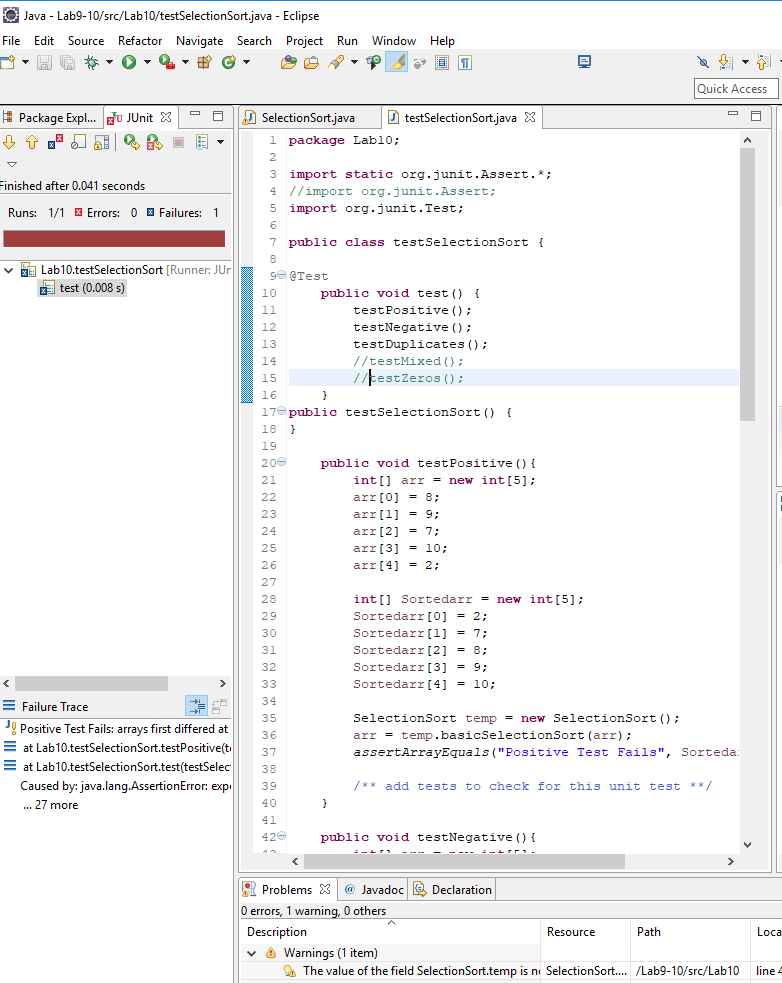 Java - Lab9-10/src/Lab10/testSelectionSort.java - Eclipse
File Edit Source Refactor Navigate Search Project Run Window Help
Quick Access
Package Expl... JUnit
Finished after 0.041 seconds
Runs: 1/1 Errors: 0 Failures: 1
Lab10.testSelectionSort [Runner: JUr
test (0.008 s)
Failure Trace
Positive Test Fails: arrays first differed at
at Lab10.testSelectionSort.testPositive(te
at Lab10.testSelectionSort.test(testSelec
Caused by: java.lang.AssertionError: expe
... 27 more
SelectionSort.java testSelectionSort.java
1 package Lab10;
2
3 import static org.junit.Assert.*;
4 //import org.junit.Assert;
5 import org.junit.Test;
6
7 public class testSelectionSort {
8
9 @Test
10 public void test() {
11 testPositive();
12 testNegative();
13 testDuplicates();
14 //testMixed();
15 //testZeros();
16 }
17 public testSelectionSort() {
18 }
19
20 public void testPositive(){
21 int[] arr = new int[5];
22 arr[0] = 8;
23 arr[1] = 9;
24 arr[2] = 7;
25 arr[3] = 10;
26 arr[4] = 2;
27
28 int[] Sortedarr = new int[5];
29 Sortedarr[0] = 2;
30 Sortedarr[1] = 7;
31 Sortedarr[2] = 8;
32 Sortedarr[3] = 9;
33 Sortedarr[4] = 10;
34
35 SelectionSort temp = new SelectionSort();
36 arr = temp.basicSelectionSort(arr);
37 assertArrayEquals("Positive Test Fails", Sortedar
38
39 /** add tests to check for this unit test **/
40 }
41
42 public void testNegative(){
43 int[] arr = new int[5];
Problems Javadoc Declaration
0 errors, 1 warning, 0 others
Description Resource Path Loca
Warnings (1 item)
The value of the field SelectionSort.temp is no SelectionSort.... /Lab9-10/src/Lab10 line 4